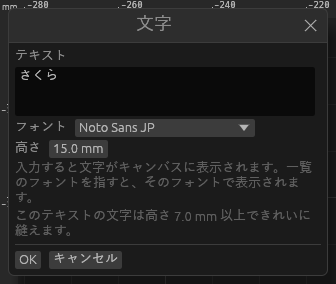 mm -280 -260 -240 -220
文字
テキスト
さくら
フォント Noto Sans JP
高さ 15.0 mm
入力すると文字がキャンバスに表示されます。一覧
のフォントを指すと、そのフォントで表示されま
す。
このテキストの文字は高さ 7.0 mm 以上できれいに
縫えます。
OK キャンセル